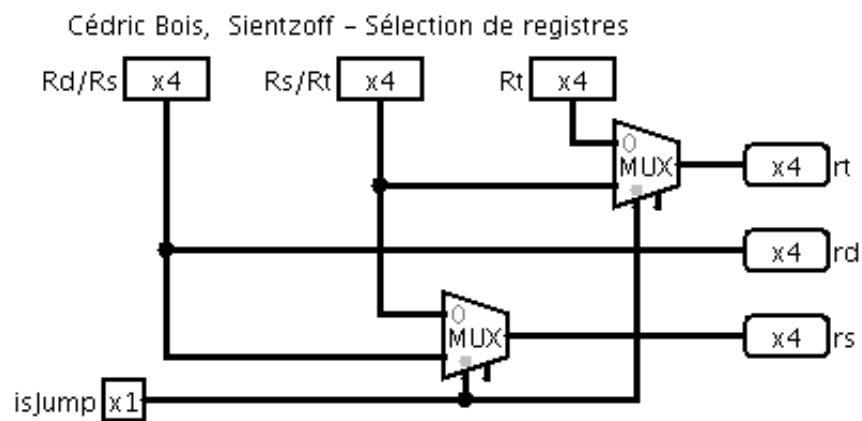 Cédric Bois, Sientzoff – Sélection de registres
Rd/Rs x4 Rs/Rt x4 Rt x4
0
MUX x4 rt
x4 rd
0
MUX x4 rs
isJump x1